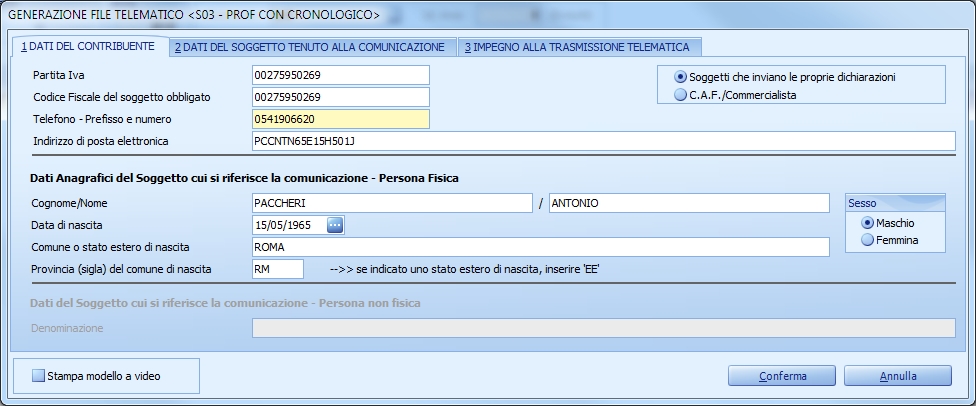 GENERAZIONE FILE TELEMATICO <S03 - PROF CON CRONOLOGICO>
1 DATI DEL CONTRIBUENTE 2 DATI DEL SOGGETTO TENUTO ALLA COMUNICAZIONE 3 IMPEGNO ALLA TRASMISSIONE TELEMATICA
Partita Iva 00275950269 Soggetti che inviano le proprie dichiarazioni
Codice Fiscale del soggetto obbligato 00275950269 C.A.F./Commercialista
Telefono - Prefisso e numero 0541906620
Indirizzo di posta elettronica PCCNTN65E15H501J
Dati Anagrafici del Soggetto cui si riferisce la comunicazione - Persona Fisica
Cognome/Nome PACCHERI / ANTONIO Sesso
Data di nascita 15/05/1965 ... Maschio
Comune o stato estero di nascita ROMA Femmina
Provincia (sigla) del comune di nascita RM -->> se indicato uno stato estero di nascita, inserire 'EE'
Dati del Soggetto cui si riferisce la comunicazione - Persona non fisica
Denominazione
Stampa modello a video Conferma Annulla